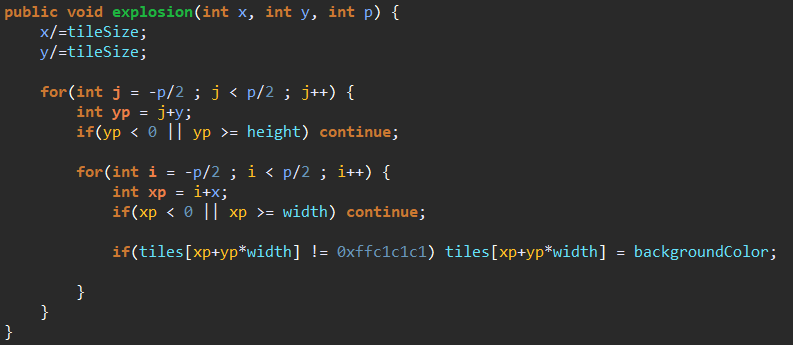 public void explosion(int x, int y, int p) {
    x/=tileSize;
    y/=tileSize;

    for(int j = -p/2 ; j < p/2 ; j++) {
        int yp = j+y;
        if(yp < 0 || yp >= height) continue;

        for(int i = -p/2 ; i < p/2 ; i++) {
            int xp = i+x;
            if(xp < 0 || xp >= width) continue;

            if(tiles[xp+yp*width] != 0xffc1c1c1) tiles[xp+yp*width] = backgroundColor;

        }
    }
}